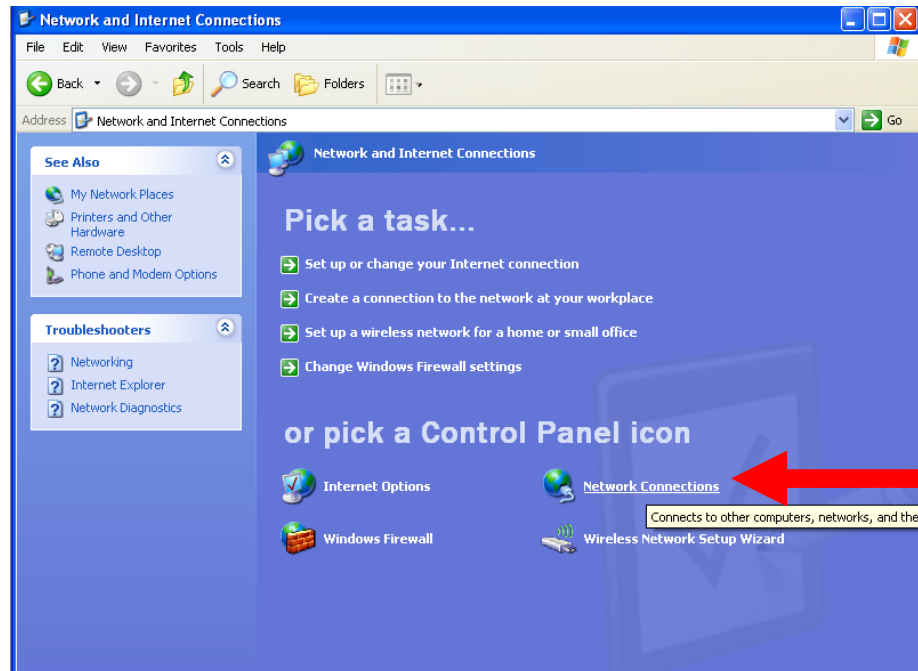 Network and Internet Connections
File Edit View Favorites Tools Help
Back Search Folders
Address Network and Internet Connections Go
See Also
My Network Places
Printers and Other
Hardware
Remote Desktop
Phone and Modem Options
Troubleshooters
Networking
Internet Explorer
Network Diagnostics
Network and Internet Connections
Pick a task...
Set up or change your Internet connection
Create a connection to the network at your workplace
Set up a wireless network for a home or small office
Change Windows Firewall settings
or pick a Control Panel icon
Internet Options Network Connections
Connects to other computers, networks, and the
Windows Firewall Wireless Network Setup Wizard